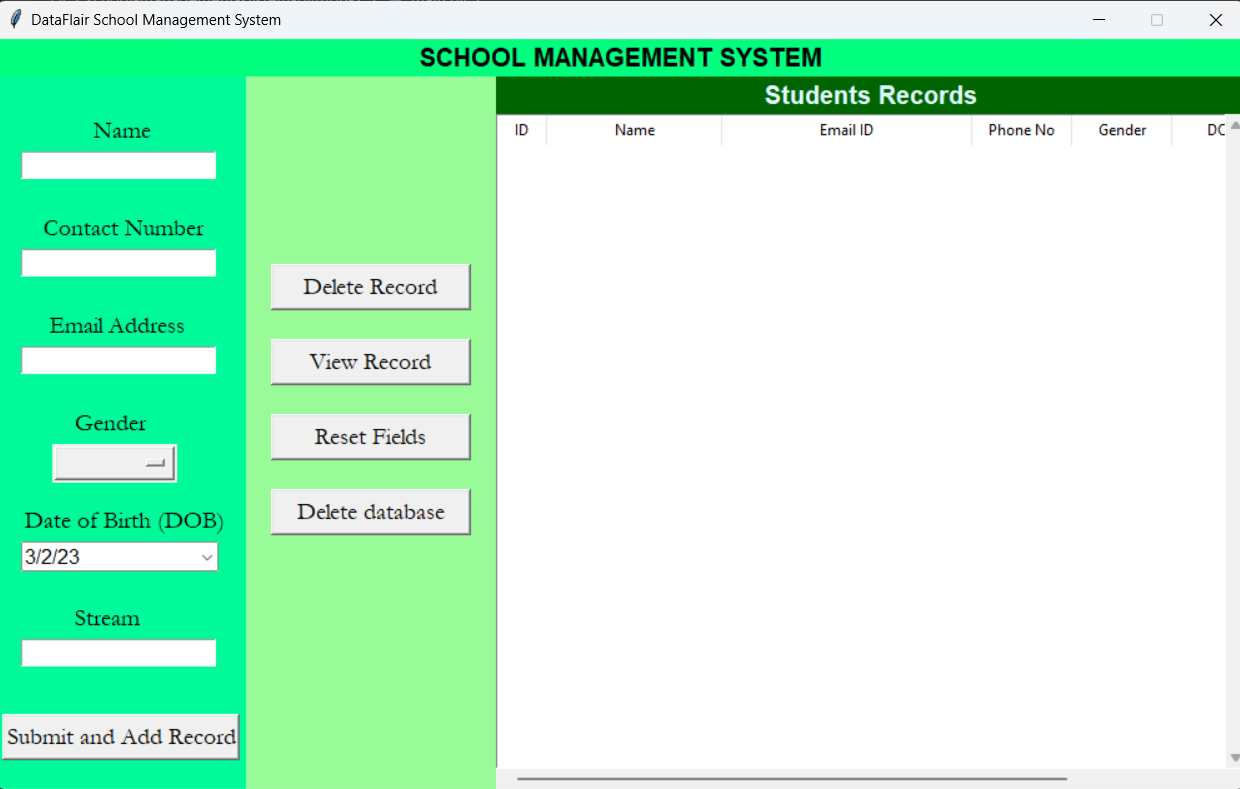 DataFlair School Management System
SCHOOL MANAGEMENT SYSTEM
Name
Contact Number
Email Address
Gender
Date of Birth (DOB)
3/2/23
Stream
Submit and Add Record
Delete Record
View Record
Reset Fields
Delete database
Students Records
ID Name Email ID Phone No Gender